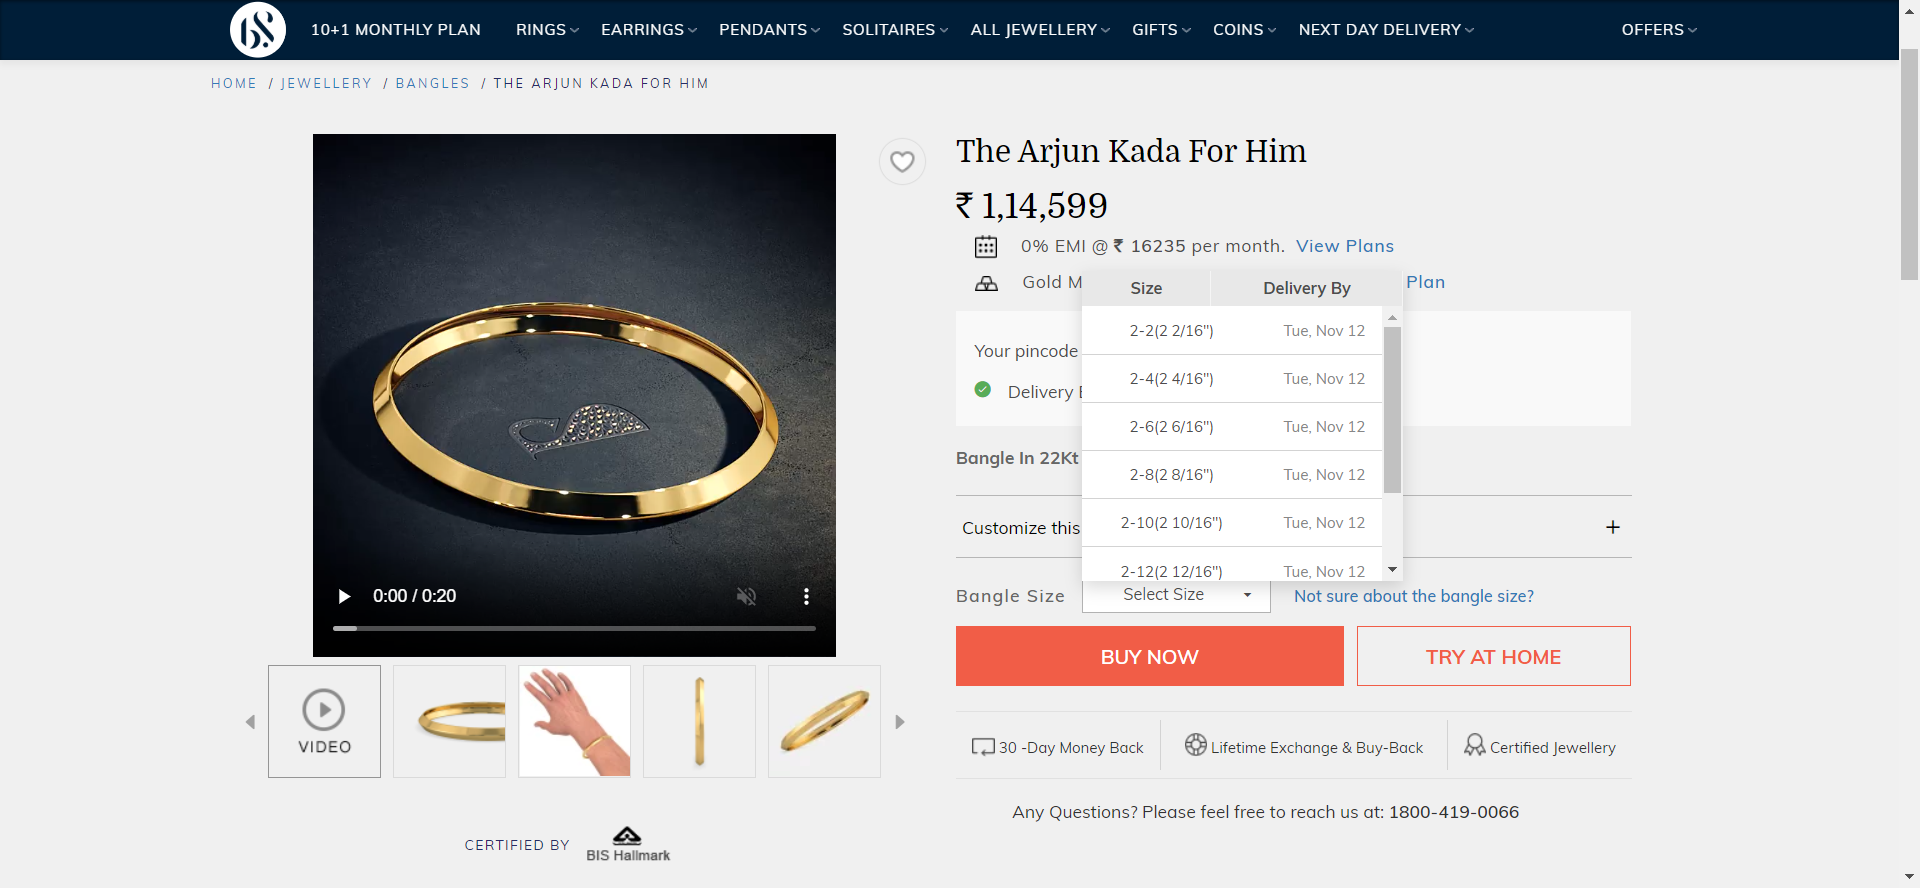 BS
10+1 MONTHLY PLAN RINGS EARRINGS PENDANTS SOLITAIRES ALL JEWELLERY GIFTS COINS NEXT DAY DELIVERY OFFERS
HOME / JEWELLERY / BANGLES / THE ARJUN KADA FOR HIM
The Arjun Kada For Him
₹ 1,14,599
0% EMI @ ₹ 16235 per month. View Plans
Gold M Plan
Size Delivery By
2-2(2 2/16") Tue, Nov 12
2-4(2 4/16") Tue, Nov 12
2-6(2 6/16") Tue, Nov 12
2-8(2 8/16") Tue, Nov 12
2-10(2 10/16") Tue, Nov 12
2-12(2 12/16") Tue, Nov 12
Your pincode
Delivery
Bangle In 22Kt
Customize this +
Bangle Size Select Size Not sure about the bangle size?
BUY NOW TRY AT HOME
30 -Day Money Back Lifetime Exchange & Buy-Back Certified Jewellery
Any Questions? Please feel free to reach us at: 1800-419-0066
0:00 / 0:20
VIDEO
CERTIFIED BY BIS Hallmark